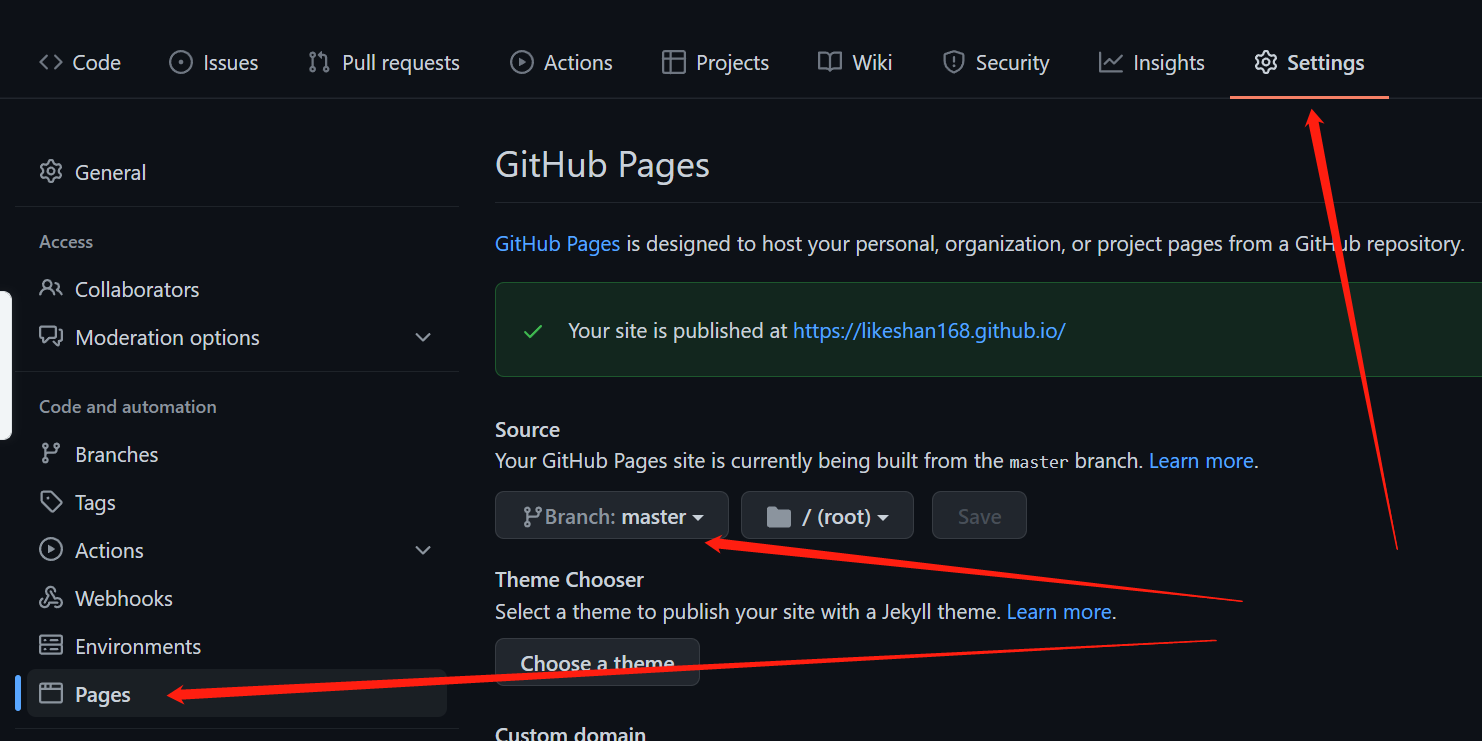 Code Issues Pull requests Actions Projects Wiki Security Insights Settings
General
Access
Collaborators
Moderation options
Code and automation
Branches
Tags
Actions
Webhooks
Environments
Pages
GitHub Pages
GitHub Pages is designed to host your personal, organization, or project pages from a GitHub repository.
Your site is published at https://likeshan168.github.io/
Source
Your GitHub Pages site is currently being built from the master branch. Learn more.
Branch: master / (root) Save
Theme Chooser
Select a theme to publish your site with a Jekyll theme. Learn more.
Choose a theme
Custom domain